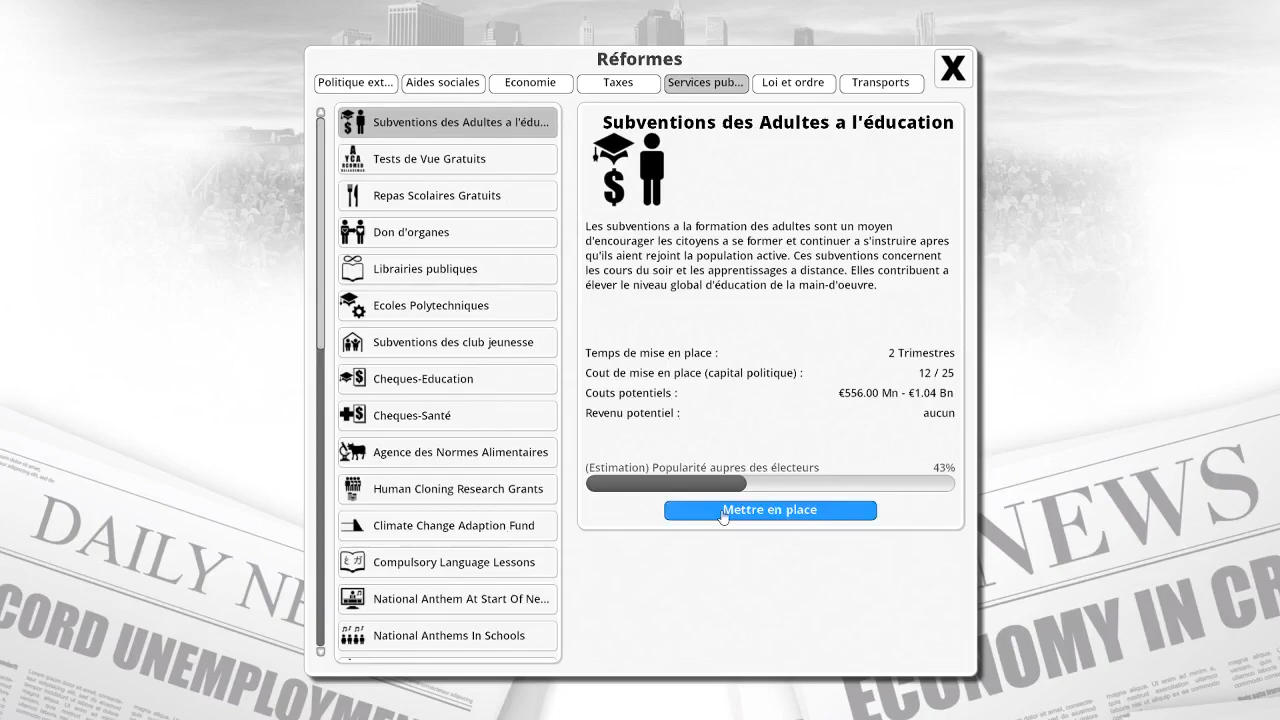 Réformes
X
Politique ext...
Aides sociales
Economie
Taxes
Services pub...
Loi et ordre
Transports
Subventions des Adultes a l'édu...
Tests de Vue Gratuits
Repas Scolaires Gratuits
Don d'organes
Librairies publiques
Ecoles Polytechniques
Subventions des club jeunesse
Cheques-Education
Cheques-Santé
Agence des Normes Alimentaires
Human Cloning Research Grants
Climate Change Adaption Fund
Compulsory Language Lessons
National Anthem At Start Of Ne...
National Anthems In Schools
Subventions des Adultes a l'éducation
Les subventions a la formation des adultes sont un moyen
d'encourager les citoyens a se former et continuer a s'instruire apres
qu'ils aient rejoint la population active. Ces subventions concernent
les cours du soir et les apprentissages a distance. Elles contribuent a
élever le niveau global d'éducation de la main-d'oeuvre.
Temps de mise en place : 2 Trimestres
Cout de mise en place (capital politique) : 12 / 25
Couts potentiels : €556.00 Mn - €1.04 Bn
Revenu potentiel : aucun
(Estimation) Popularité aupres des électeurs 43%
Mettre en place
DAILY NE
CORD UNEMPLOYM
NEWS
ECONOMY IN CR